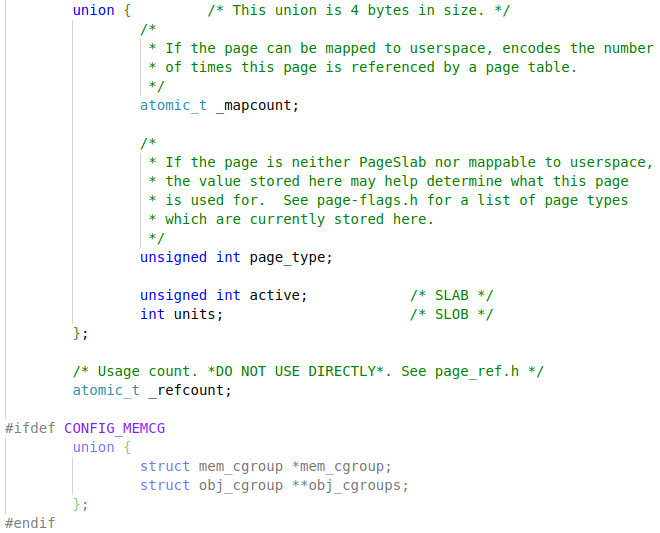 union {         /* This union is 4 bytes in size. */
/*
* If the page can be mapped to userspace, encodes the number
* of times this page is referenced by a page table.
*/
atomic_t _mapcount;
/*
* If the page is neither PageSlab nor mappable to userspace,
* the value stored here may help determine what this page
* is used for.  See page-flags.h for a list of page types
* which are currently stored here.
*/
unsigned int page_type;
unsigned int active;            /* SLAB */
int units;                      /* SLOB */
};
/* Usage count. *DO NOT USE DIRECTLY*. See page_ref.h */
atomic_t _refcount;
#ifdef CONFIG_MEMCG
union {
struct mem_cgroup *mem_cgroup;
struct obj_cgroup **obj_cgroups;
};
#endif